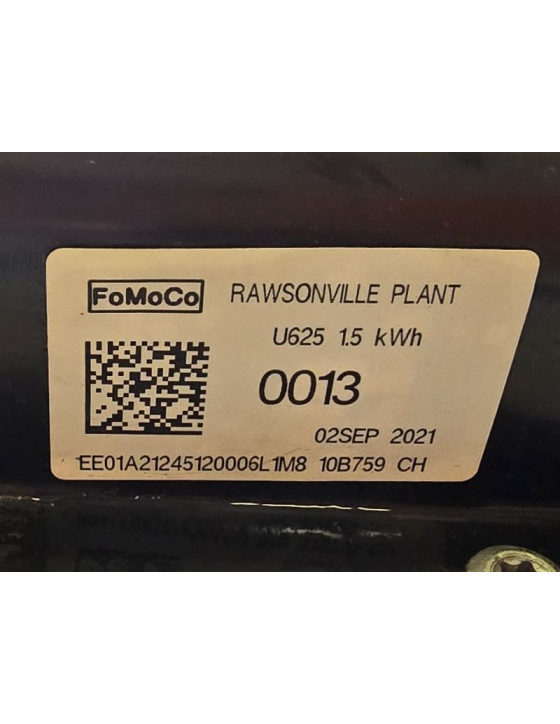 FoMoCo RAWSONVILLE PLANT
U625 1.5 kWh
0013
02SEP 2021
EE01A21245120006L1M8 10B759 CH